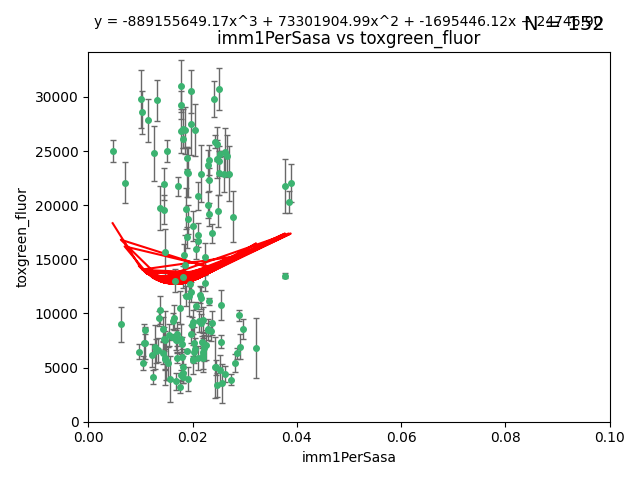 y = -889155649.17x^3 + 73301904.99x^2 + -1695446.12x +
N = 152
imm1PerSasa vs toxgreen_fluor
30000
25000
20000
15000
10000
5000
0
toxgreen_fluor
0.00 0.02 0.04 0.06 0.08 0.10
imm1PerSasa